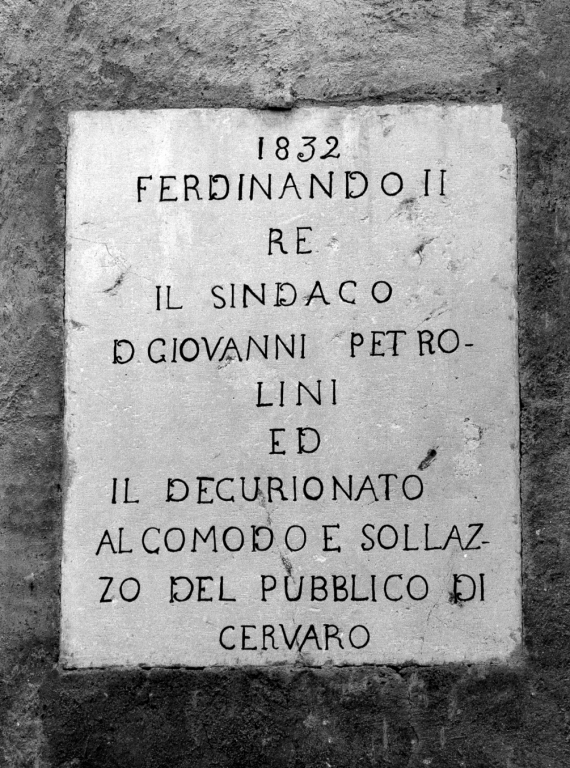 1832
FERDINANDO II
RE
IL SINDACO
D. GIOVANNI PETRO-
LINI
ED
IL DECURIONATO
AL COMODO E SOLLAZ-
ZO DEL PUBBLICO DI
CERVARO